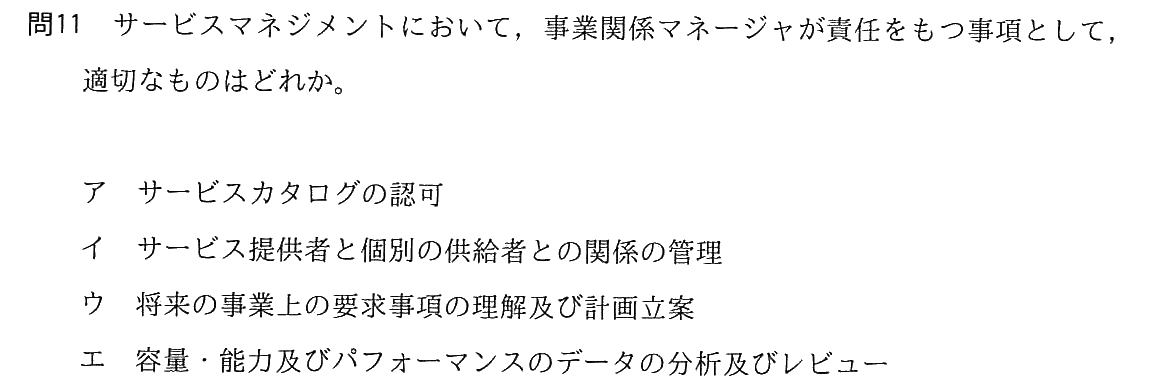 問11　サービスマネジメントにおいて，事業関係マネージャが責任をもつ事項として，
適切なものはどれか。
ア　サービスカタログの認可
イ　サービス提供者と個別の供給者との関係の管理
ウ　将来の事業上の要求事項の理解及び計画立案
エ　容量・能力及びパフォーマンスのデータの分析及びレビュー